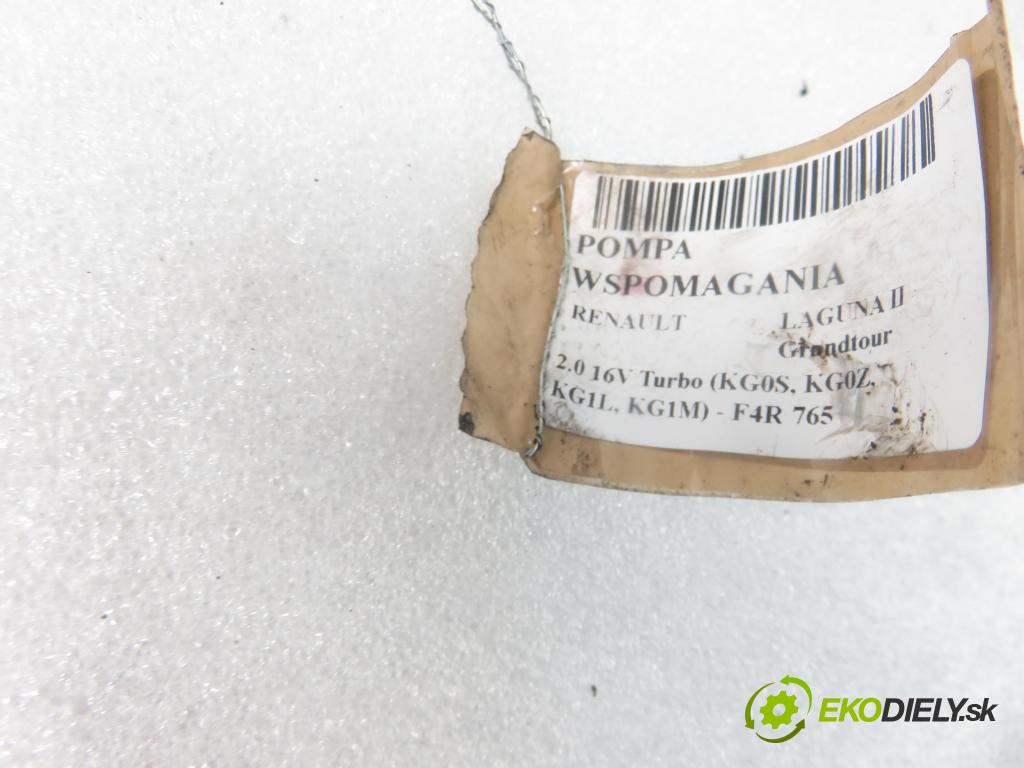 POMPA
WSPOMAGANIA
RENAULT LAGUNA II
Grandtour
2.0 16V Turbo (KG0S, KG0Z,
KG1L, KG1M) - F4R 765
EKODIELY.sk